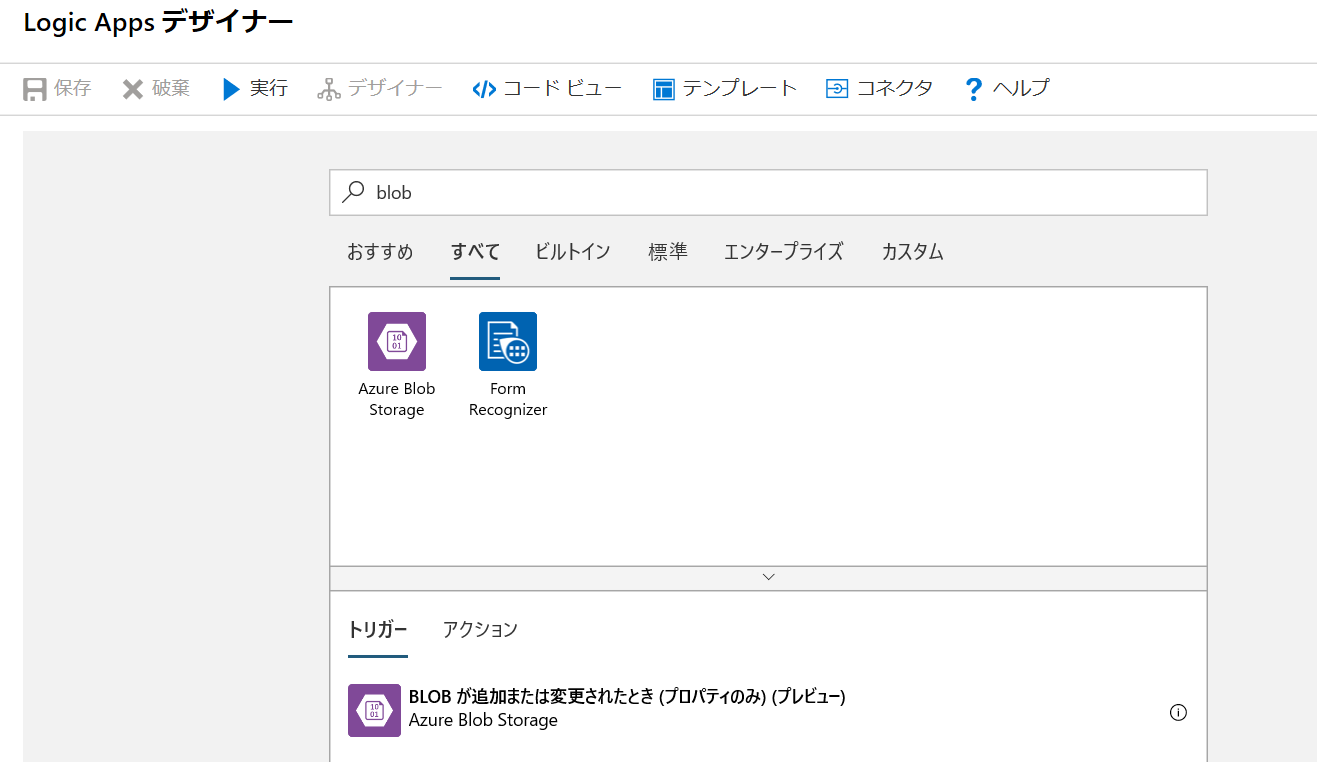 Logic Apps デザイナー
保存 破棄 実行 デザイナー コード ビュー テンプレート コネクタ ヘルプ
blob
おすすめ すべて ビルトイン 標準 エンタープライズ カスタム
Azure Blob Storage
Form Recognizer
トリガー アクション
BLOB が追加または変更されたとき (プロパティのみ) (プレビュー)
Azure Blob Storage